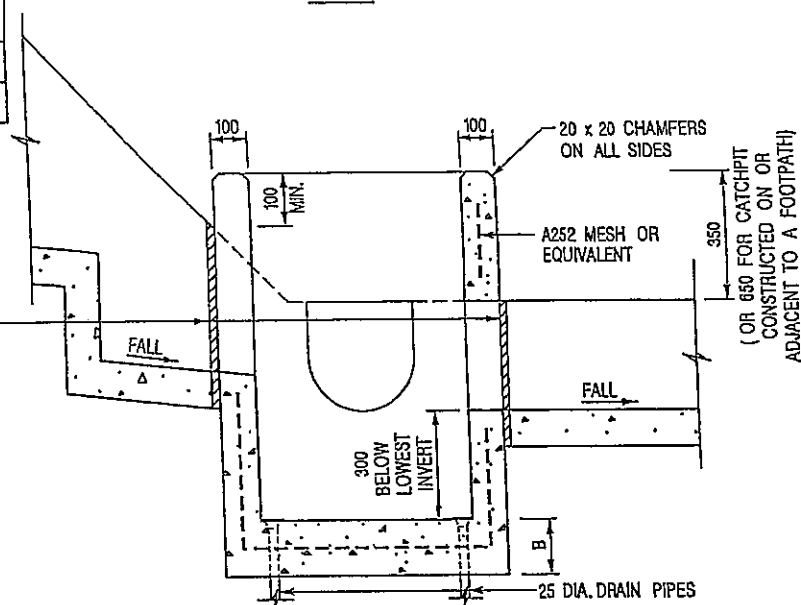 100
100
20 x 20 CHAMFERS
ON ALL SIDES
100
MIN.
A252 MESH OR
EQUIVALENT
350
( OR 650 FOR CATCHPIT
CONSTRUCTED ON OR
ADJACENT TO A FOOTPATH)
FALL
FALL
300
BELOW
LOWEST
INVERT
B
25 DIA. DRAIN PIPES